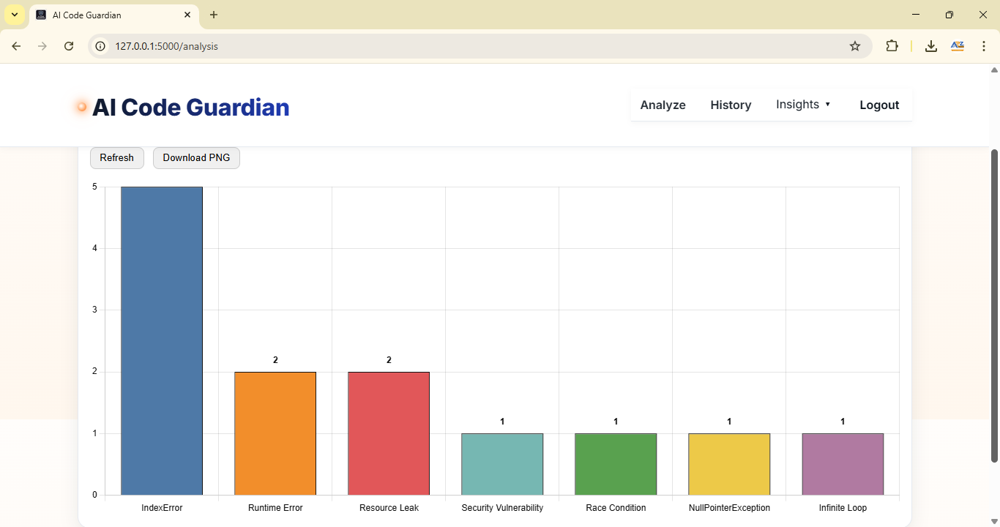 AI Code Guardian
127.0.0.1:5000/analysis
AI Code Guardian
Analyze History Insights ▼ Logout
Refresh Download PNG
5
4
3
2
1
0
2 2 1 1 1 1
IndexError Runtime Error Resource Leak Security Vulnerability Race Condition NullPointerException Infinite Loop